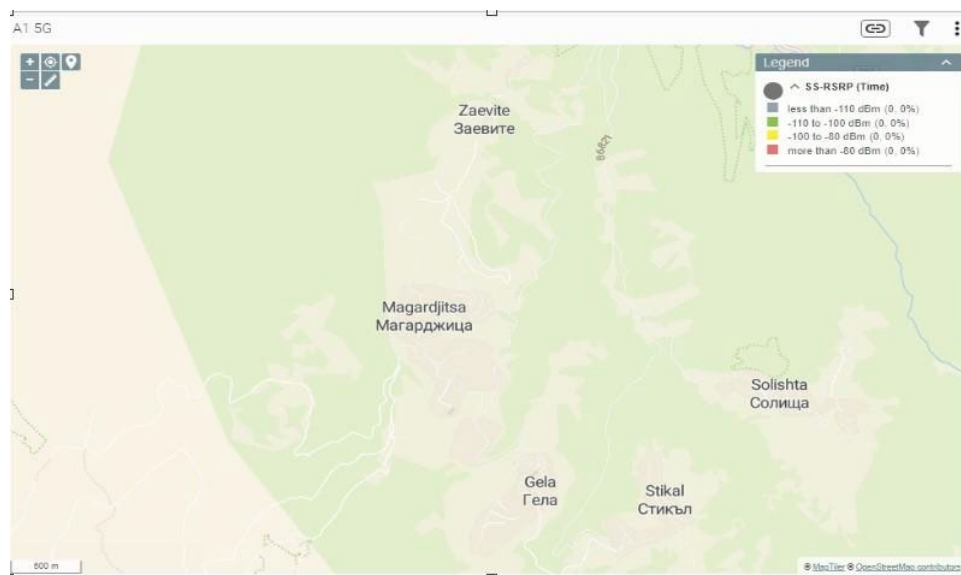 A1 5G
Legend
SS-RSRP (Time)
less than -110 dBm (0, 0%)
-110 to -100 dBm (0, 0%)
-100 to -80 dBm (0, 0%)
more than -80 dBm (0, 0%)
Zaevite
Заевите
Magardjitsa
Магарджица
Solishta
Солища
Gela
Гела
Stikal
Стикъл
600 m
© MapTiler © OpenStreetMap contributors